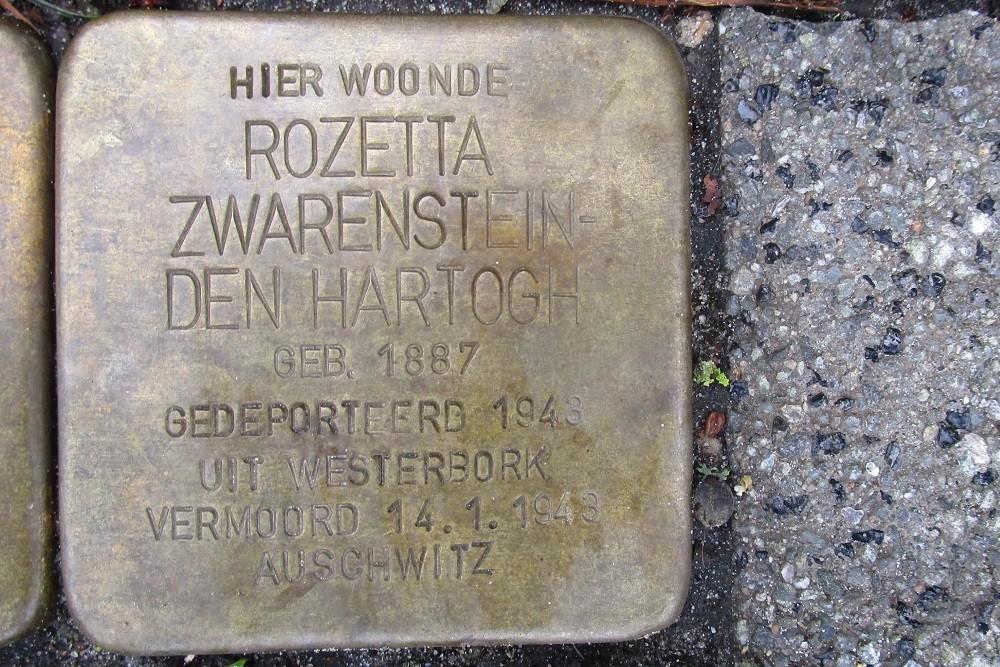 HIER WOONDE
ROZETTA
ZWARENSTEIN-
DEN HARTOGH
GEB. 1887
GEDEPORTEERD 1943
UIT WESTERBORK
VERMOORD 14.1.1943
AUSCHWITZ